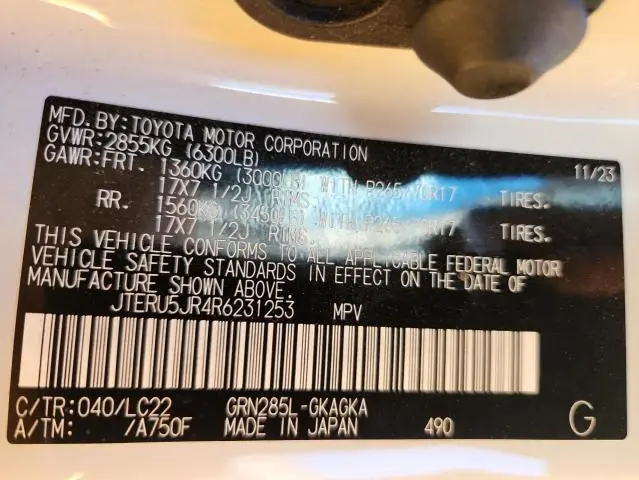 MFD.BY:TOYOTA MOTOR CORPORATION
GVWR:2855KG (6300LB) 11/23
GAWR:FRT. 1360KG (3000LB) WITH P265/70R17 TIRES.
17X7 1/2J RIMS.
RR. 1560KG (3450LB) WITH P265/70R17 TIRES.
17X7 1/2J RIMS.
THIS VEHICLE CONFORMS TO ALL APPLICABLE FEDERAL MOTOR
VEHICLE SAFETY STANDARDS IN EFFECT ON THE DATE OF
MANUFACTURE SHOWN ABOVE.
JTERU5JR4R6231253 MPV
C/TR:040/LC22 GRN285L-GKAGKA
A/TM: /A750F MADE IN JAPAN 490 G